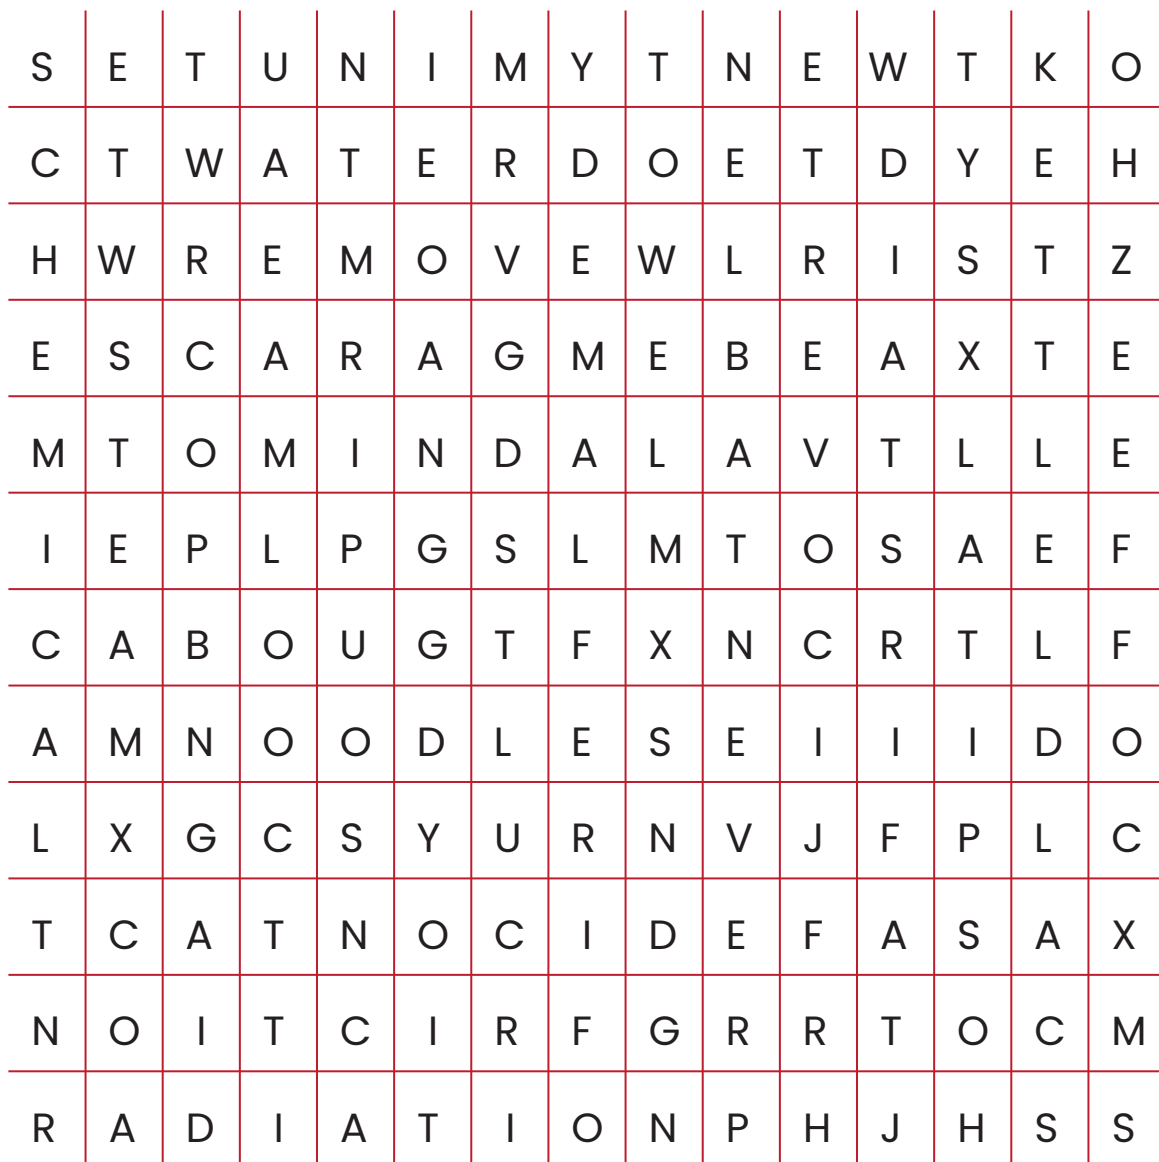 S E T U N I M Y T N E W T K O
C T W A T E R D O E T D Y E H
H W R E M O V E W L R I S T Z
E S C A R A G M E B E A X T E
M T O M I N D A L A V T L L E
I E P L P G S L M T O S A E F
C A B O U G T F X N C R T L F
A M N O O D L E S E I I I D O
L X G C S Y U R N V J F P L C
T C A T N O C I D E F A S A X
N O I T C I R F G R R T O C M
R A D I A T I O N P H J H S S